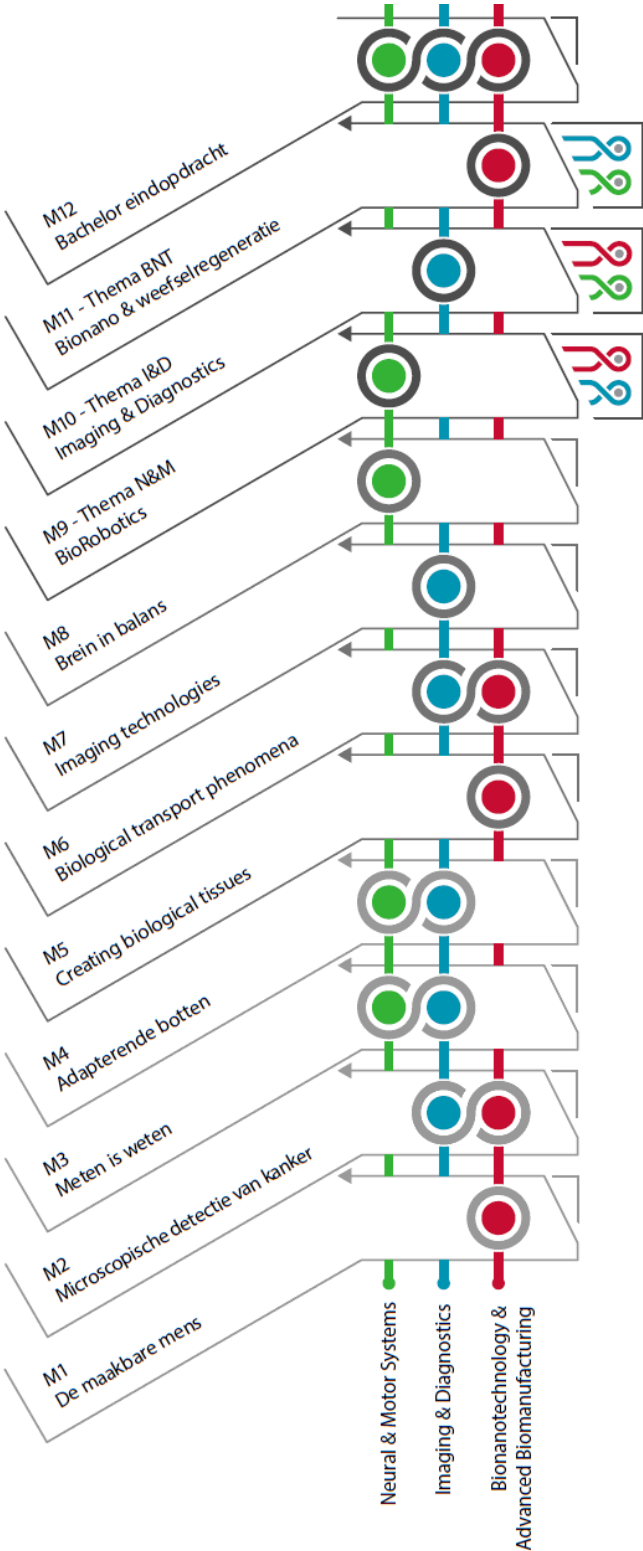 M12
Bachelor eindopdracht
M11 - Thema BNT
Bionano & weefselregeneratie
M10 - Thema I&D
Imaging & Diagnostics
M9 - Thema N&M
BioRobotics
M8
Brein in balans
M7
Imaging technologies
M6
Biological transport phenomena
M5
Creating biological tissues
M4
Adapterende botten
M3
Meten is weten
M2
Microscopische detectie van kanker
M1
De maakbare mens
Neural & Motor Systems
Imaging & Diagnostics
Bionanotechnology &
Advanced Biomanufacturing